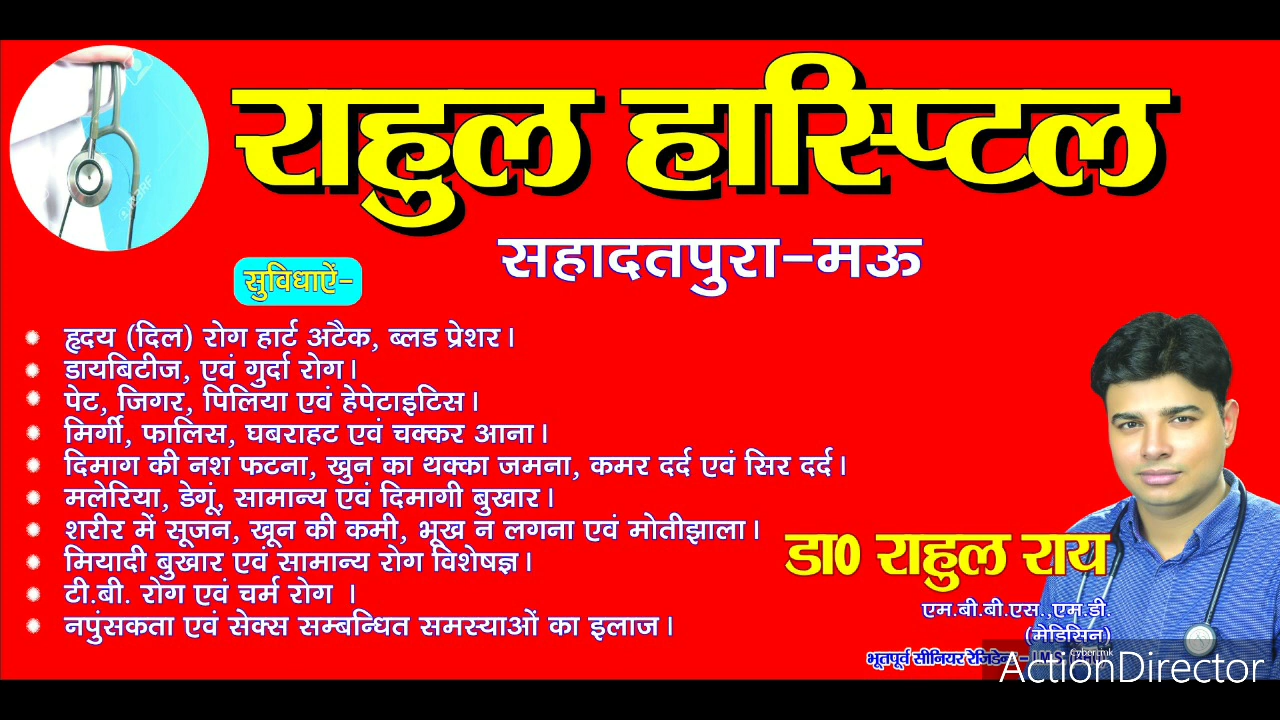 राहुल हास्पिटल
सहादतपुरा-मऊ
सुविधाऐं-
हृदय (दिल) रोग हार्ट अटैक, ब्लड प्रेशर।
डायबिटीज, एवं गुर्दा रोग।
पेट, जिगर, पिलिया एवं हेपेटाइटिस।
मिर्गी, फालिस, घबराहट एवं चक्कर आना।
दिमाग की नश फटना, खुन का थक्का जमना, कमर दर्द एवं सिर दर्द।
मलेरिया, डेगूं, सामान्य एवं दिमागी बुखार।
शरीर में सूजन, खून की कमी, भूख न लगना एवं मोतीझाला।
मियादी बुखार एवं सामान्य रोग विशेषज्ञ।
टी.बी. रोग एवं चर्म रोग ।
नपुंसकता एवं सेक्स सम्बन्धित समस्याओं का इलाज।
डा0 राहुल राय
एम.बी.बी.एस.,एम.डी.
(मेडिसिन)
भूतपूर्व सीनियर रेजिडेन्ट- I.M.S.
CyberLink
ActionDirector